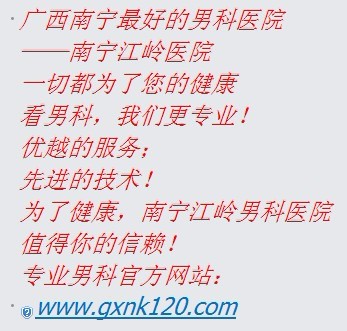 广西南宁最好的男科医院
——南宁江岭医院
一切都为了您的健康
看男科，我们更专业！
优越的服务；
先进的技术！
为了健康，南宁江岭男科医院
值得你的信赖！
专业男科官方网站：
www.gxnk120.com